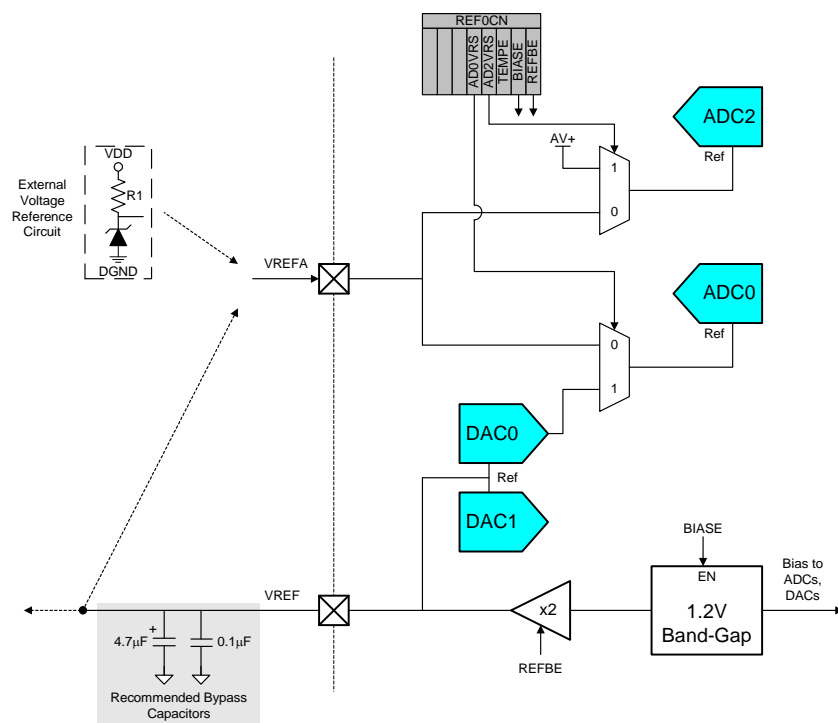 REF0CN
AD0VRS
AD2VRS
TEMPE
BIASE
REFBE
ADC2
Ref
AV+
1
0
VDD
R1
DGND
External
Voltage
Reference
Circuit
VREFA
ADC0
Ref
0
1
DAC0
Ref
DAC1
BIASE
EN
1.2V
Band-Gap
Bias to
ADCs,
DACs
VREF
x2
REFBE
+
4.7µF
0.1µF
Recommended Bypass
Capacitors